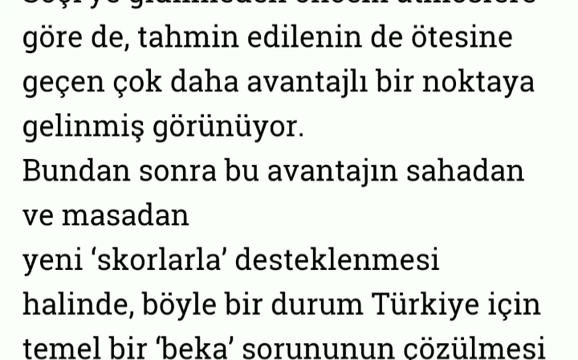 göre de, tahmin edilenin de ötesine
geçen çok daha avantajlı bir noktaya
gelinmiş görünüyor.
Bundan sonra bu avantajın sahadan
ve masadan
yeni ‘skorlarla’ desteklenmesi
halinde, böyle bir durum Türkiye için
temel bir ‘beka’ sorununun çözülmesi